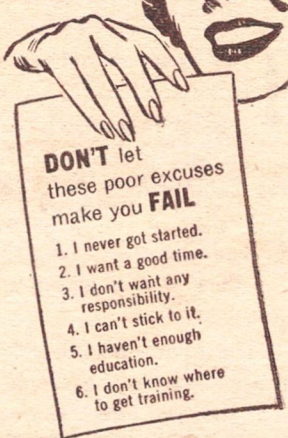 DON'T let
these poor excuses
make you FAIL
1. I never got started.
2. I want a good time.
3. I don't want any
responsibility.
4. I can't stick to it.
5. I haven't enough
education.
6. I don't know where
to get training.